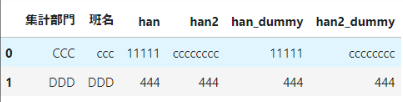 集計部門 班名 han han2 han_dummy han2_dummy
0 CCC ccc 11111 cccccccc 11111 cccccccc
1 DDD DDD 444 444 444 444